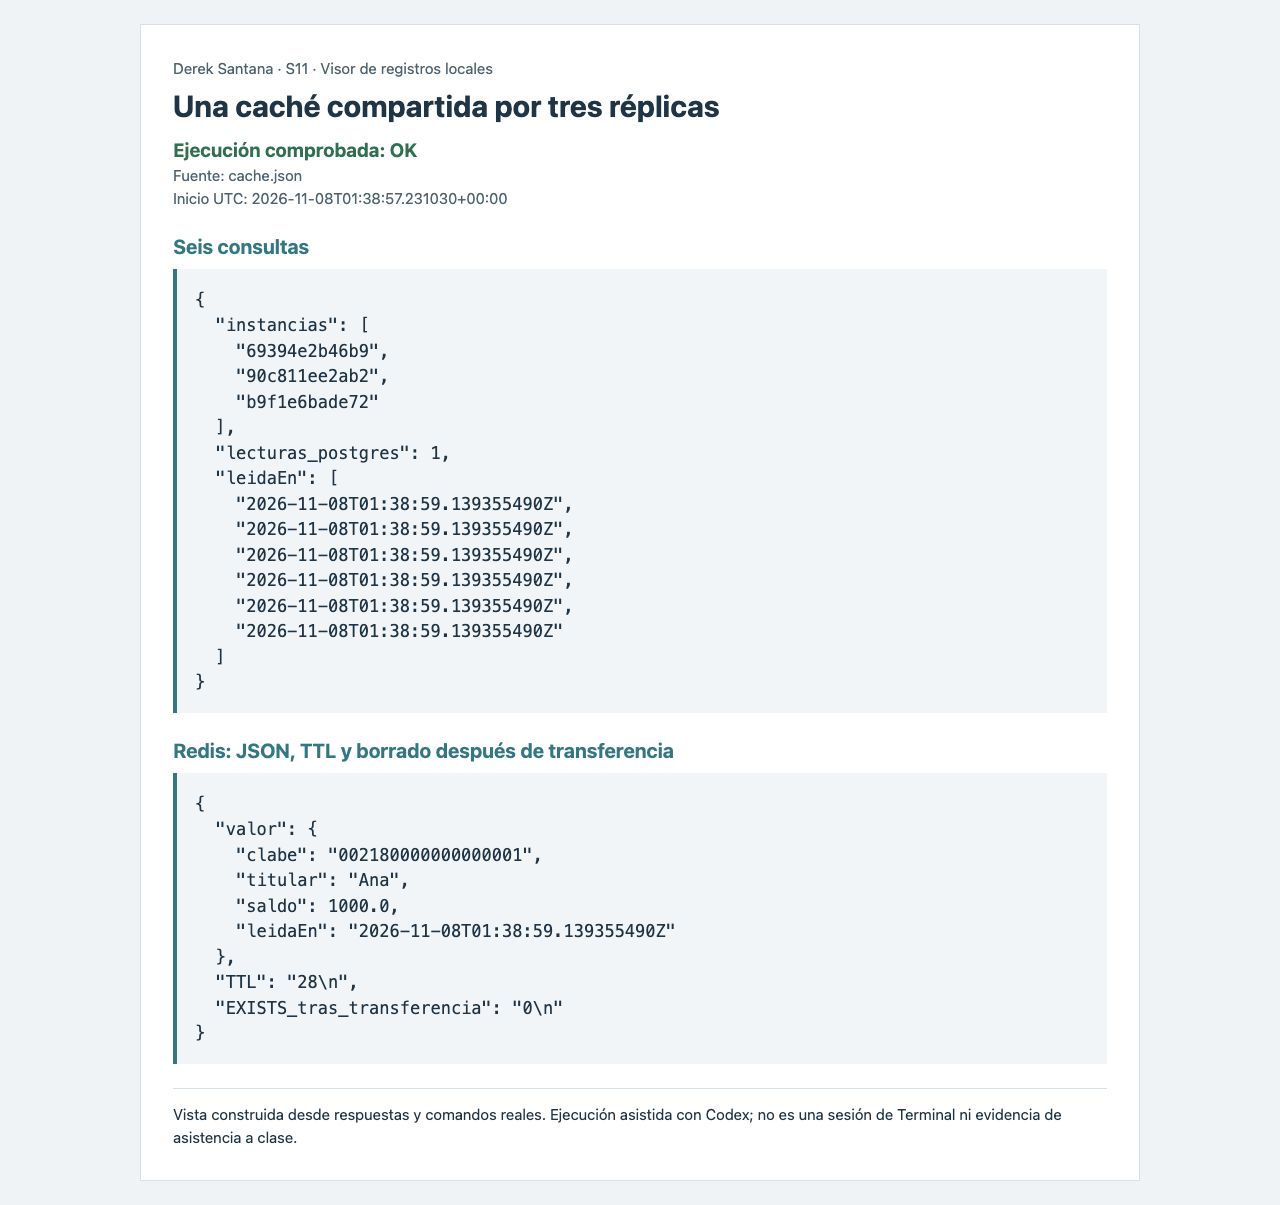 Derek Santana · S11 · Visor de registros locales
Una caché compartida por tres réplicas
Ejecución comprobada: OK
Fuente: cache.json
Inicio UTC: 2026-11-08T01:38:57.231030+00:00
Seis consultas
{
  "instancias": [
    "69394e2b46b9",
    "90c811ee2ab2",
    "b9f1e6bade72"
  ],
  "lecturas_postgres": 1,
  "leidaEn": [
    "2026-11-08T01:38:59.139355490Z",
    "2026-11-08T01:38:59.139355490Z",
    "2026-11-08T01:38:59.139355490Z",
    "2026-11-08T01:38:59.139355490Z",
    "2026-11-08T01:38:59.139355490Z",
    "2026-11-08T01:38:59.139355490Z"
  ]
}
Redis: JSON, TTL y borrado después de transferencia
{
  "valor": {
    "clabe": "002180000000000001",
    "titular": "Ana",
    "saldo": 1000.0,
    "leidaEn": "2026-11-08T01:38:59.139355490Z"
  },
  "TTL": "28\n",
  "EXISTS_tras_transferencia": "0\n"
}
Vista construida desde respuestas y comandos reales. Ejecución asistida con Codex; no es una sesión de Terminal ni evidencia de
asistencia a clase.